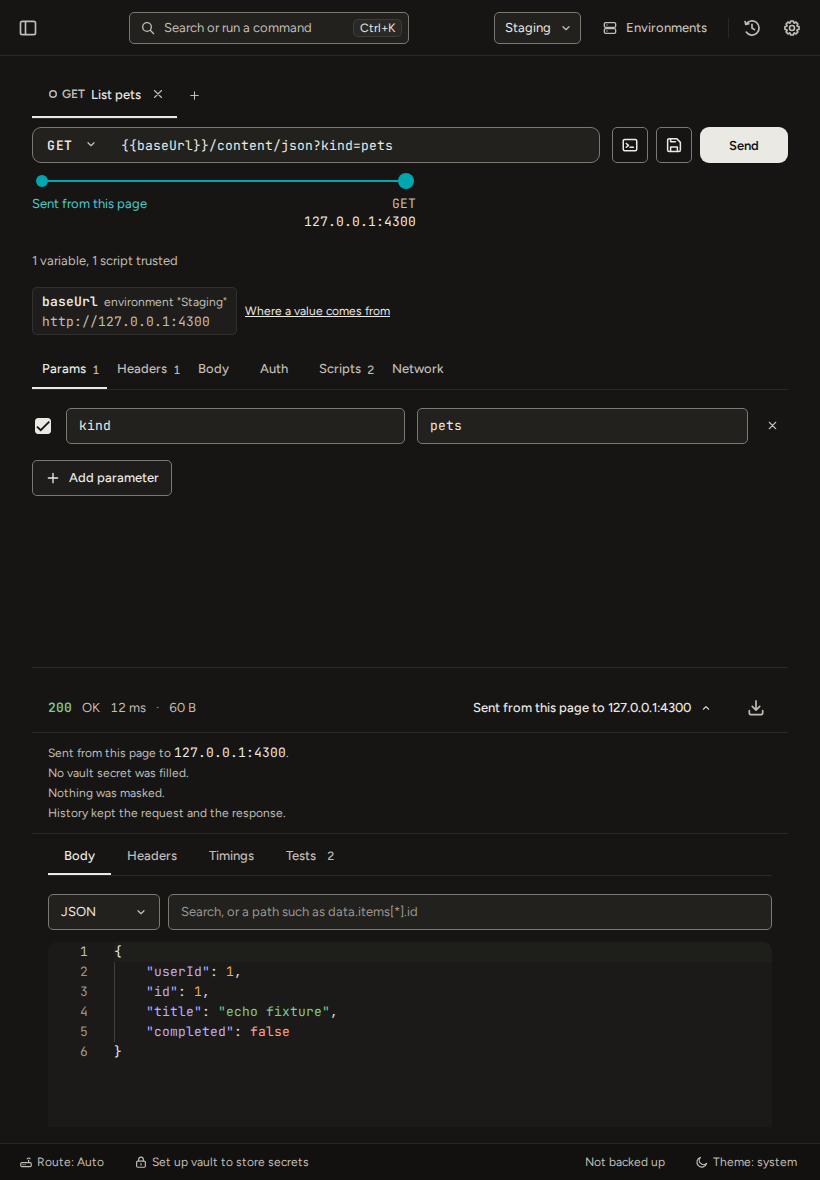 Search or run a command Ctrl+K Staging Environments
GET List pets
GET {{baseUrl}}/content/json?kind=pets Send
Sent from this page GET
127.0.0.1:4300
1 variable, 1 script trusted
baseUrl environment "Staging"
http://127.0.0.1:4300
Where a value comes from
Params 1 Headers 1 Body Auth Scripts 2 Network
kind pets
Add parameter
200 OK 12 ms · 60 B Sent from this page to 127.0.0.1:4300
Sent from this page to 127.0.0.1:4300.
No vault secret was filled.
Nothing was masked.
History kept the request and the response.
Body Headers Timings Tests 2
JSON Search, or a path such as data.items[*].id
1 {
2 "userId": 1,
3 "id": 1,
4 "title": "echo fixture",
5 "completed": false
6 }
Route: Auto Set up vault to store secrets Not backed up Theme: system